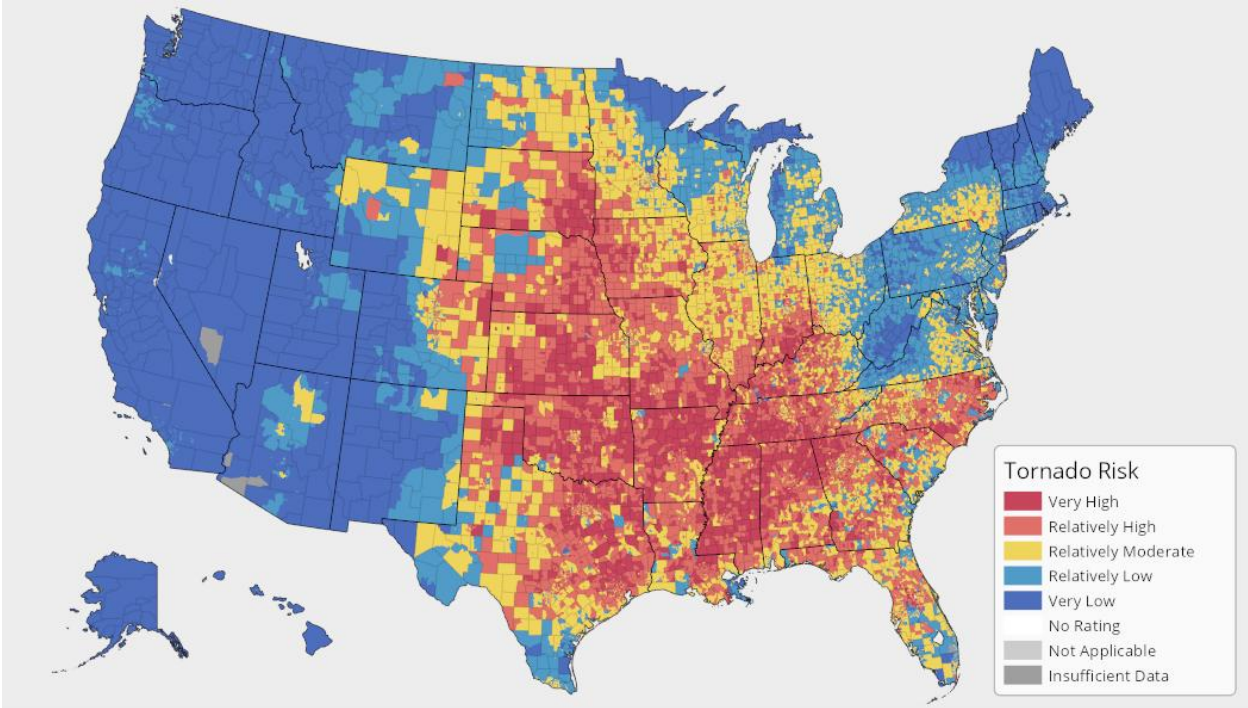 Tornado Risk
Very High
Relatively High
Relatively Moderate
Relatively Low
Very Low
No Rating
Not Applicable
Insufficient Data